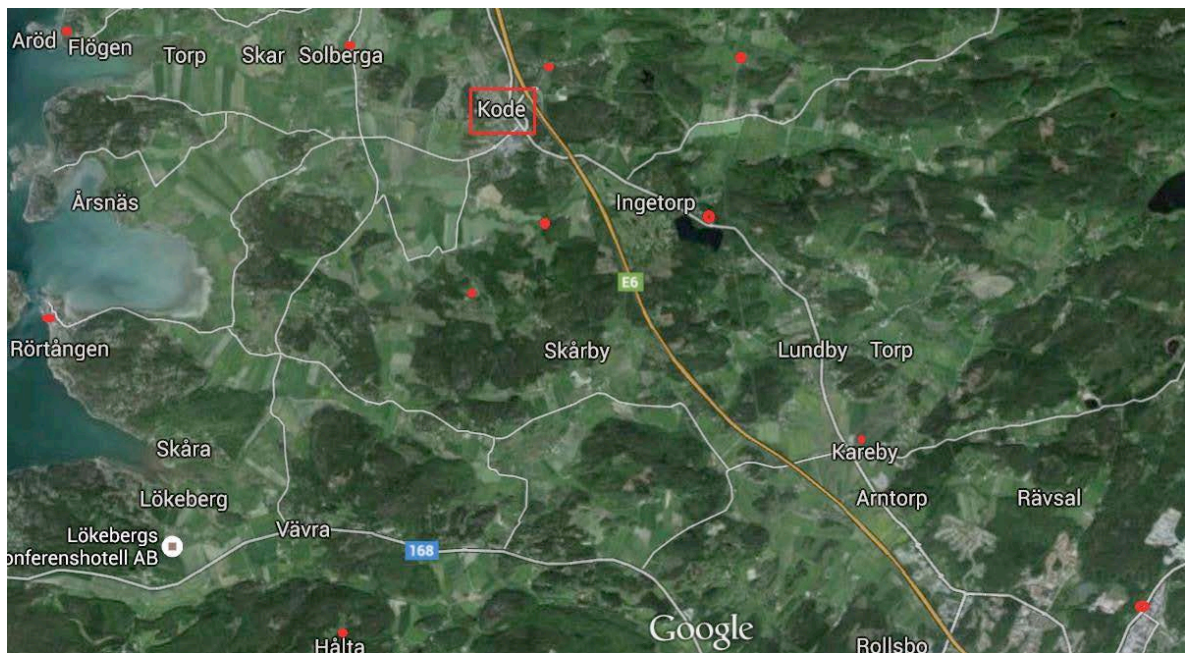 Aröd
Flögen
Torp
Skar
Solberga
Kode
Årsnäs
Ingetorp
E6
Rörtången
Skårby
Lundby
Torp
Skåra
Kareby
Lökeberg
Arntorp
Rävsal
Lökebergs
onferenshotell AB
Vävra
168
Hålta
Google
Rollsbo